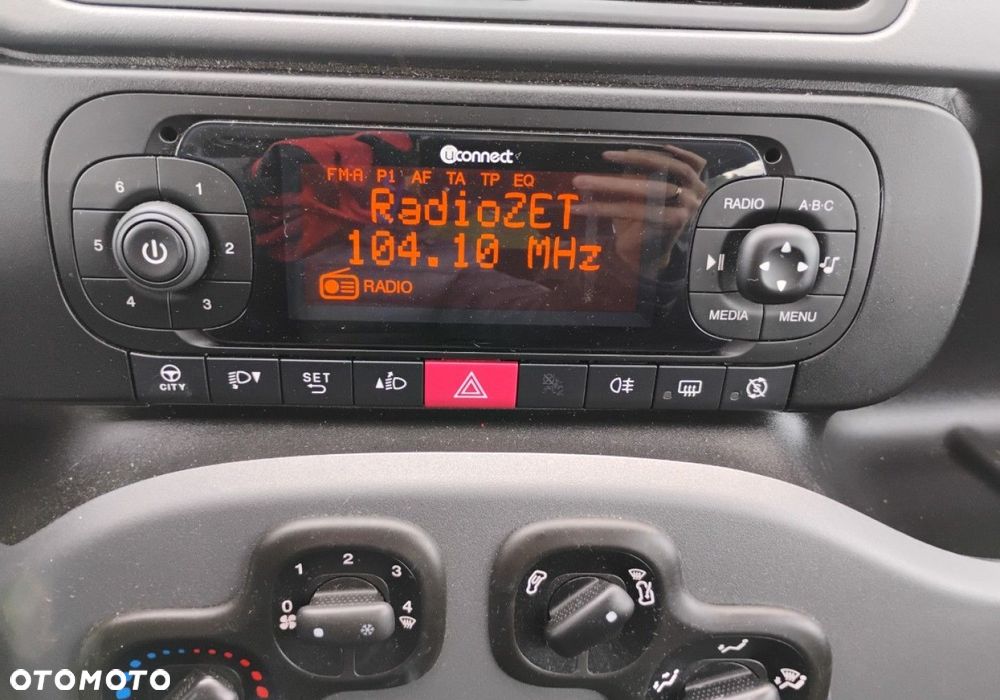 uconnect
FM-A P1 AF TA TP EQ
RadioZET
104.10 MHz
RADIO
6 1
5 2
4 3
RADIO A·B·C
MEDIA MENU
CITY
SET
0 1 2 3 4
OTOMOTO